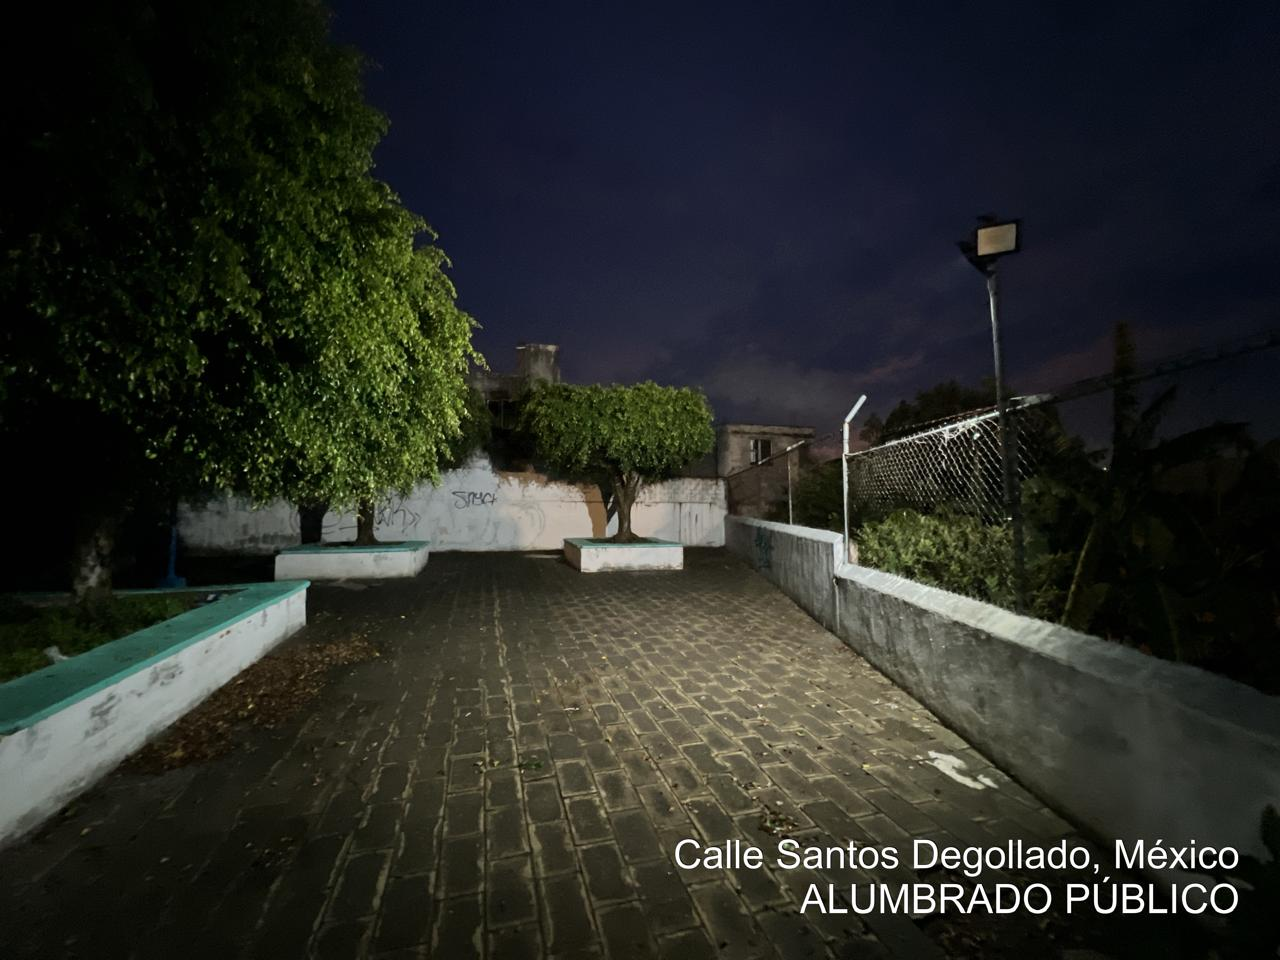 Calle Santos Degollado, México
ALUMBRADO PÚBLICO